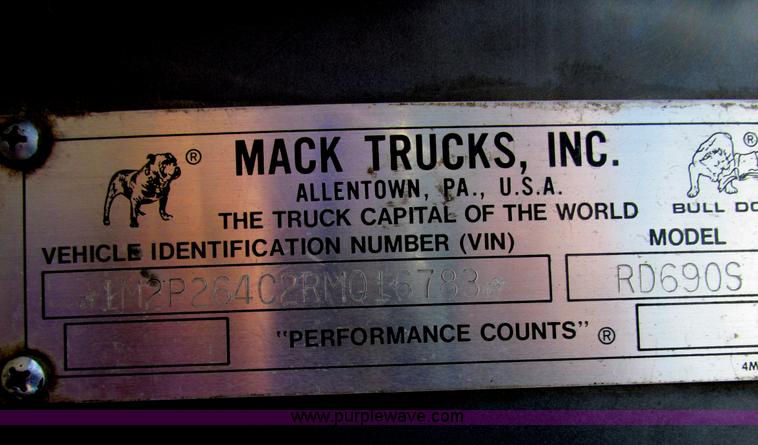 ®
MACK TRUCKS, INC.
ALLENTOWN, PA., U.S.A.
THE TRUCK CAPITAL OF THE WORLD
®
BULL DO
VEHICLE IDENTIFICATION NUMBER (VIN)
MODEL
*1M2P264C2RM016783*
RD690S
"PERFORMANCE COUNTS" ®
4M
www.purplewave.com